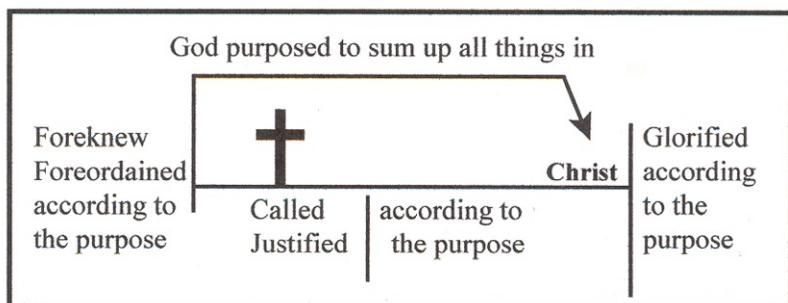 God purposed to sum up all things in
Foreknew
Foreordained
according to
the purpose
Christ
Called
Justified
according to
the purpose
Glorified
according
to the
purpose